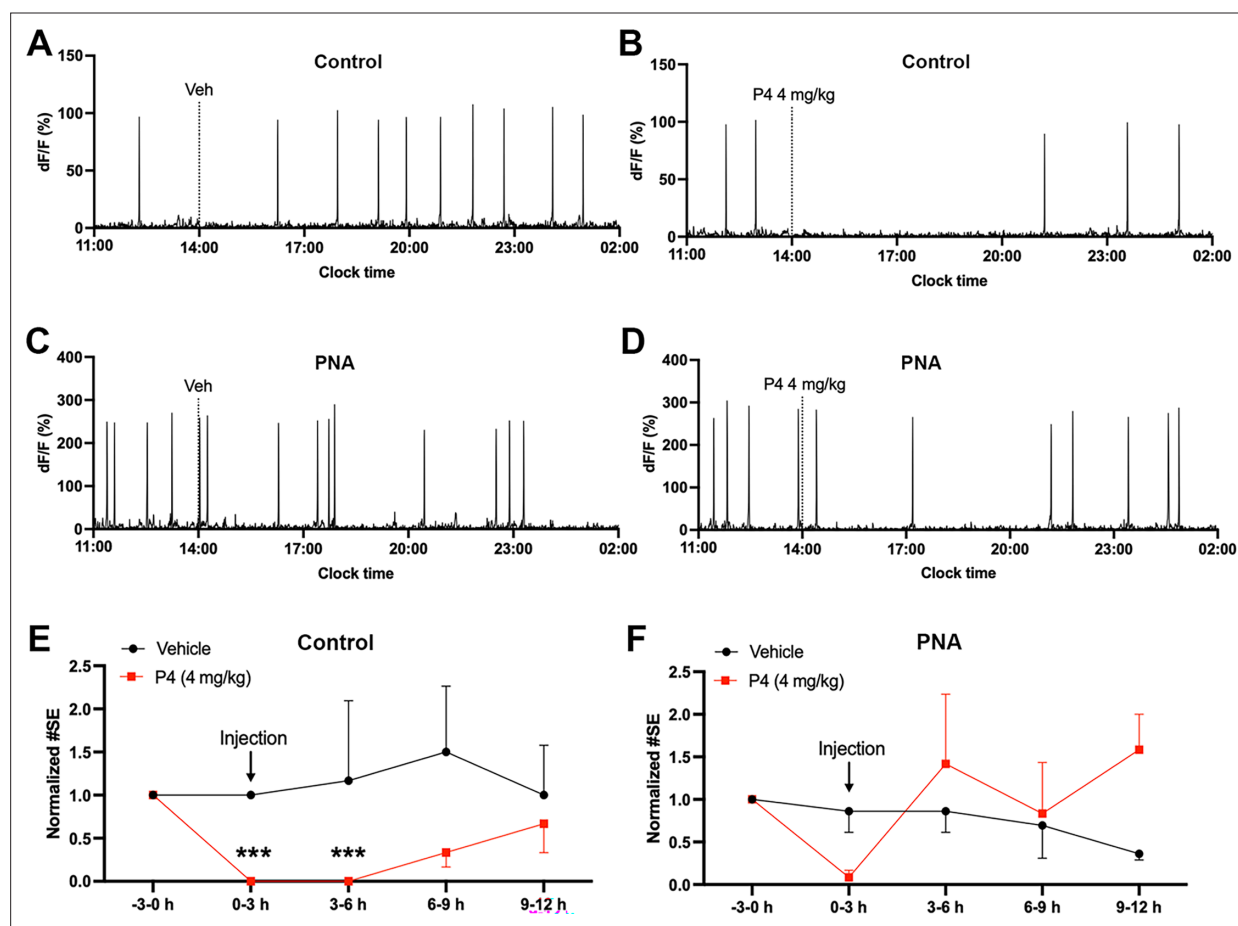 A
Control
150
100
50
0
dF/F (%)
Veh
11:00 14:00 17:00 20:00 23:00 02:00
Clock time
B
Control
150
100
50
0
dF/F (%)
P4 4 mg/kg
11:00 14:00 17:00 20:00 23:00 02:00
Clock time
C
PNA
400
300
200
100
0
dF/F (%)
Veh
11:00 14:00 17:00 20:00 23:00 02:00
Clock time
D
PNA
400
300
200
100
0
dF/F (%)
P4 4 mg/kg
11:00 14:00 17:00 20:00 23:00 02:00
Clock time
E
Control
Vehicle
P4 (4 mg/kg)
2.5
2.0
1.5
1.0
0.5
0.0
Normalized #SE
Injection
*** ***
-3-0 h 0-3 h 3-6 h 6-9 h 9-12 h
F
PNA
Vehicle
P4 (4 mg/kg)
2.5
2.0
1.5
1.0
0.5
0.0
Normalized #SE
Injection
-3-0 h 0-3 h 3-6 h 6-9 h 9-12 h